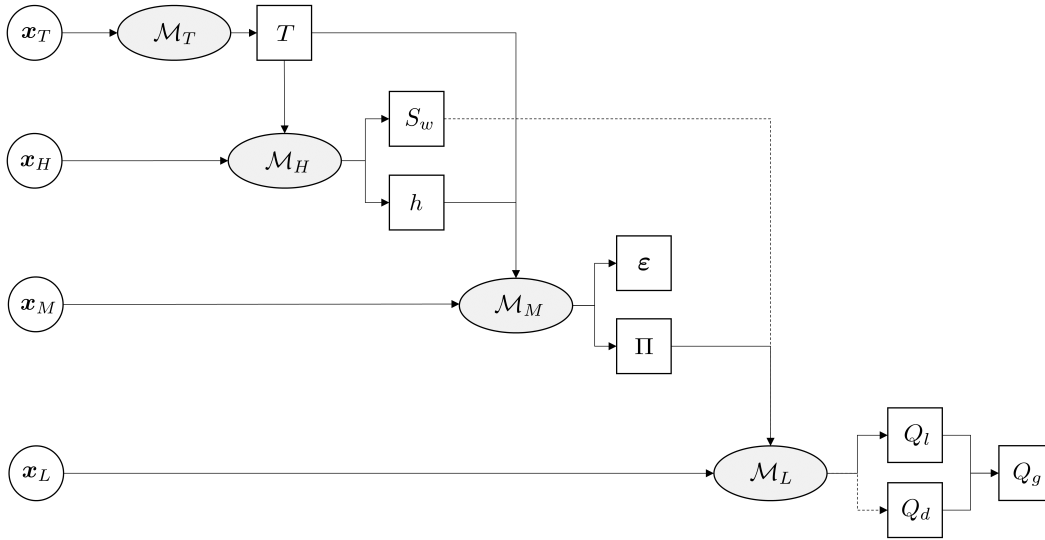 x_T
M_T
T
S_w
x_H
M_H
h
ε
x_M
M_M
Π
Q_l
x_L
M_L
Q_g
Q_d